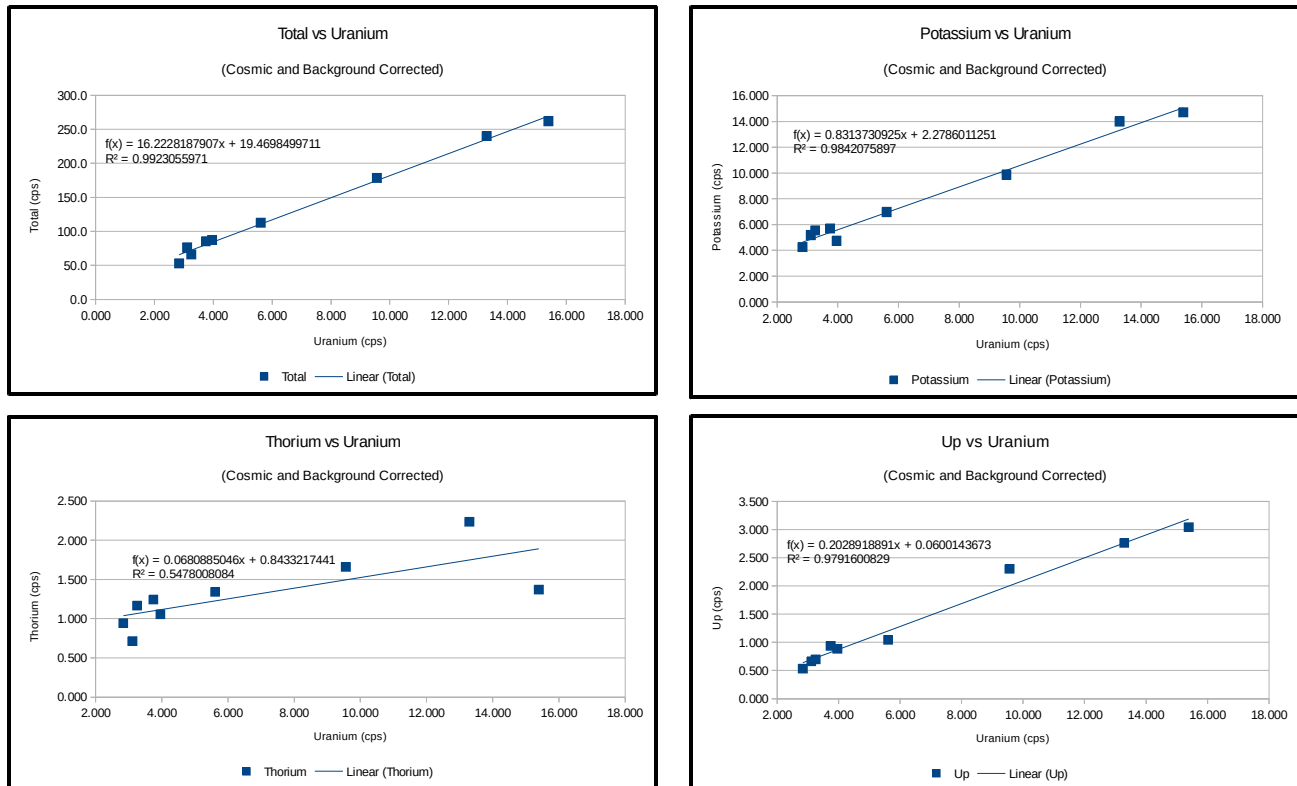 Total vs Uranium
(Cosmic and Background Corrected)
300.0
250.0
200.0
150.0
100.0
50.0
0.0
f(x) = 16.2228187907x + 19.4698499711
R² = 0.9923055971
Total (cps)
0.000 2.000 4.000 6.000 8.000 10.000 12.000 14.000 16.000 18.000
Uranium (cps)
Total Linear (Total)
Potassium vs Uranium
(Cosmic and Background Corrected)
16.000
14.000
12.000
10.000
8.000
6.000
4.000
2.000
0.000
f(x) = 0.8313730925x + 2.2786011251
R² = 0.9842075897
Potassium (cps)
2.000 4.000 6.000 8.000 10.000 12.000 14.000 16.000 18.000
Uranium (cps)
Potassium Linear (Potassium)
Thorium vs Uranium
(Cosmic and Background Corrected)
2.500
2.000
1.500
1.000
0.500
0.000
f(x) = 0.0680885046x + 0.8433217441
R² = 0.5478008084
Thorium (cps)
2.000 4.000 6.000 8.000 10.000 12.000 14.000 16.000 18.000
Uranium (cps)
Thorium Linear (Thorium)
Up vs Uranium
(Cosmic and Background Corrected)
3.500
3.000
2.500
2.000
1.500
1.000
0.500
0.000
f(x) = 0.2028918891x + 0.0600143673
R² = 0.9791600829
Up (cps)
2.000 4.000 6.000 8.000 10.000 12.000 14.000 16.000 18.000
Uranium (cps)
Up Linear (Up)